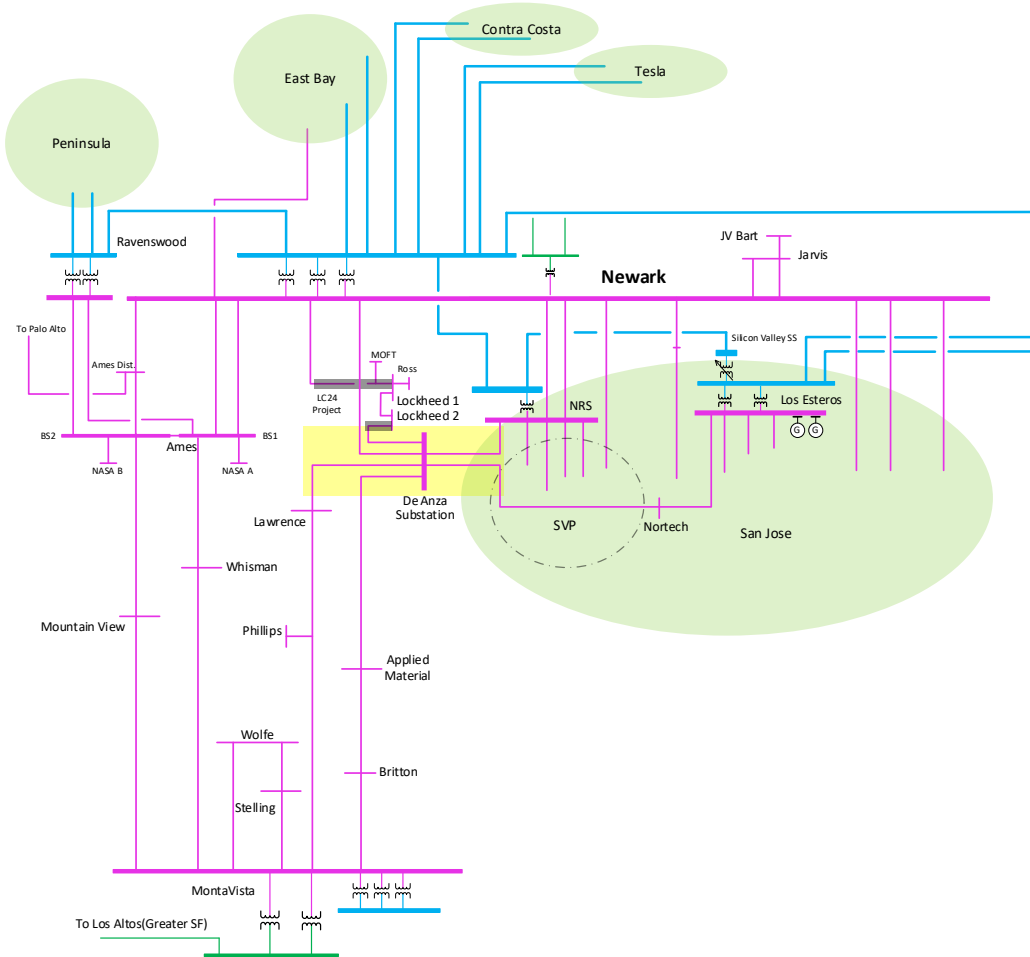 Contra Costa
East Bay
Tesla
Peninsula
JV Bart
Ravenswood
Jarvis
Newark
To Palo Alto
Silicon Valley SS
MOFT
Ames Dist.
Ross
LC24
Project
Lockheed 1
Los Esteros
NRS
Lockheed 2
G G
BS2
BS1
Ames
NASA B
NASA A
De Anza
Substation
Lawrence
SVP
Nortech
San Jose
Whisman
Mountain View
Phillips
Applied
Material
Wolfe
Britton
Stelling
MontaVista
To Los Altos(Greater SF)